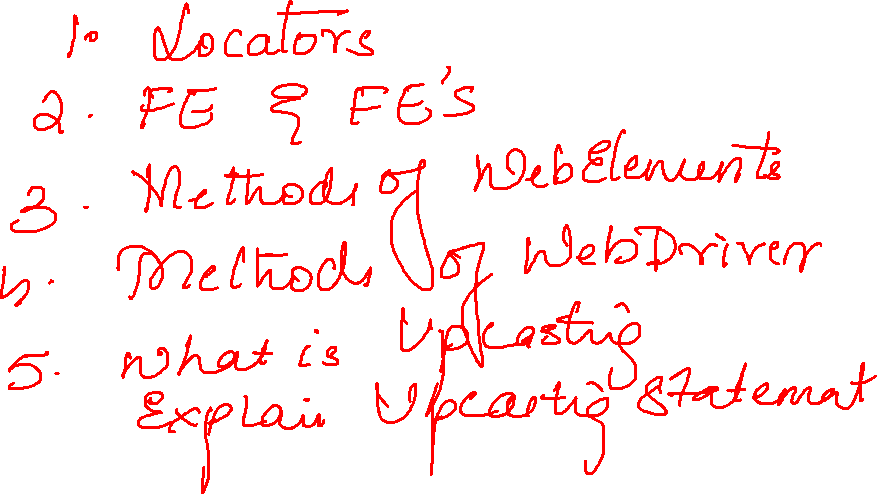 1. Locators
2. FE & FE's
3. Methods of WebElements
4. Methods of WebDriver
5. What is Upcasting
Explain Upcasting Statement